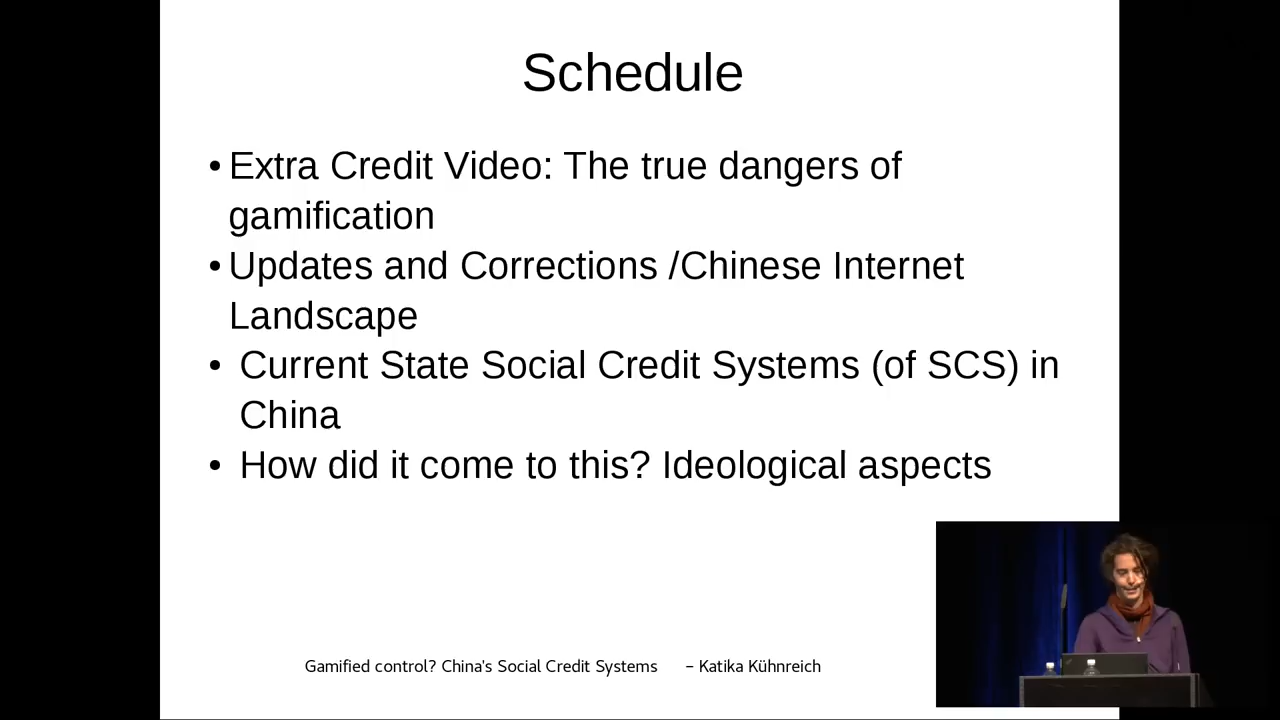 Schedule
• Extra Credit Video: The true dangers of
gamification
• Updates and Corrections /Chinese Internet
Landscape
• Current State Social Credit Systems (of SCS) in
China
• How did it come to this? Ideological aspects
Gamified control? China's Social Credit Systems – Katika Kühnreich